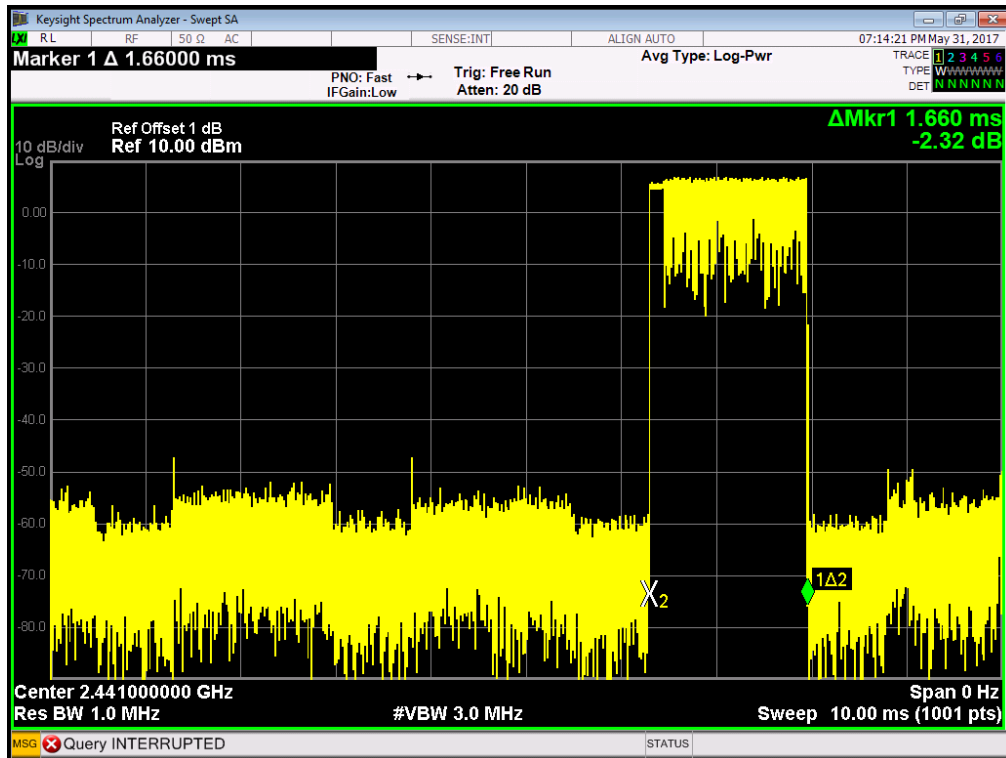 Keysight Spectrum Analyzer - Swept SA
LXI RL RF 50 Ω AC SENSE:INT ALIGN AUTO 07:14:21 PM May 31, 2017
Marker 1 Δ 1.66000 ms
PNO: Fast
IFGain:Low
Trig: Free Run
Atten: 20 dB
Avg Type: Log-Pwr
TRACE 1 2 3 4 5 6
TYPE WWWWWW
DET N N N N N N
ΔMkr1 1.660 ms
-2.32 dB
Ref Offset 1 dB
10 dB/div Ref 10.00 dBm
Log
0.00
-10.0
-20.0
-30.0
-40.0
-50.0
-60.0
-70.0
-80.0
2
1Δ2
Center 2.441000000 GHz Span 0 Hz
Res BW 1.0 MHz #VBW 3.0 MHz Sweep 10.00 ms (1001 pts)
MSG Query INTERRUPTED STATUS